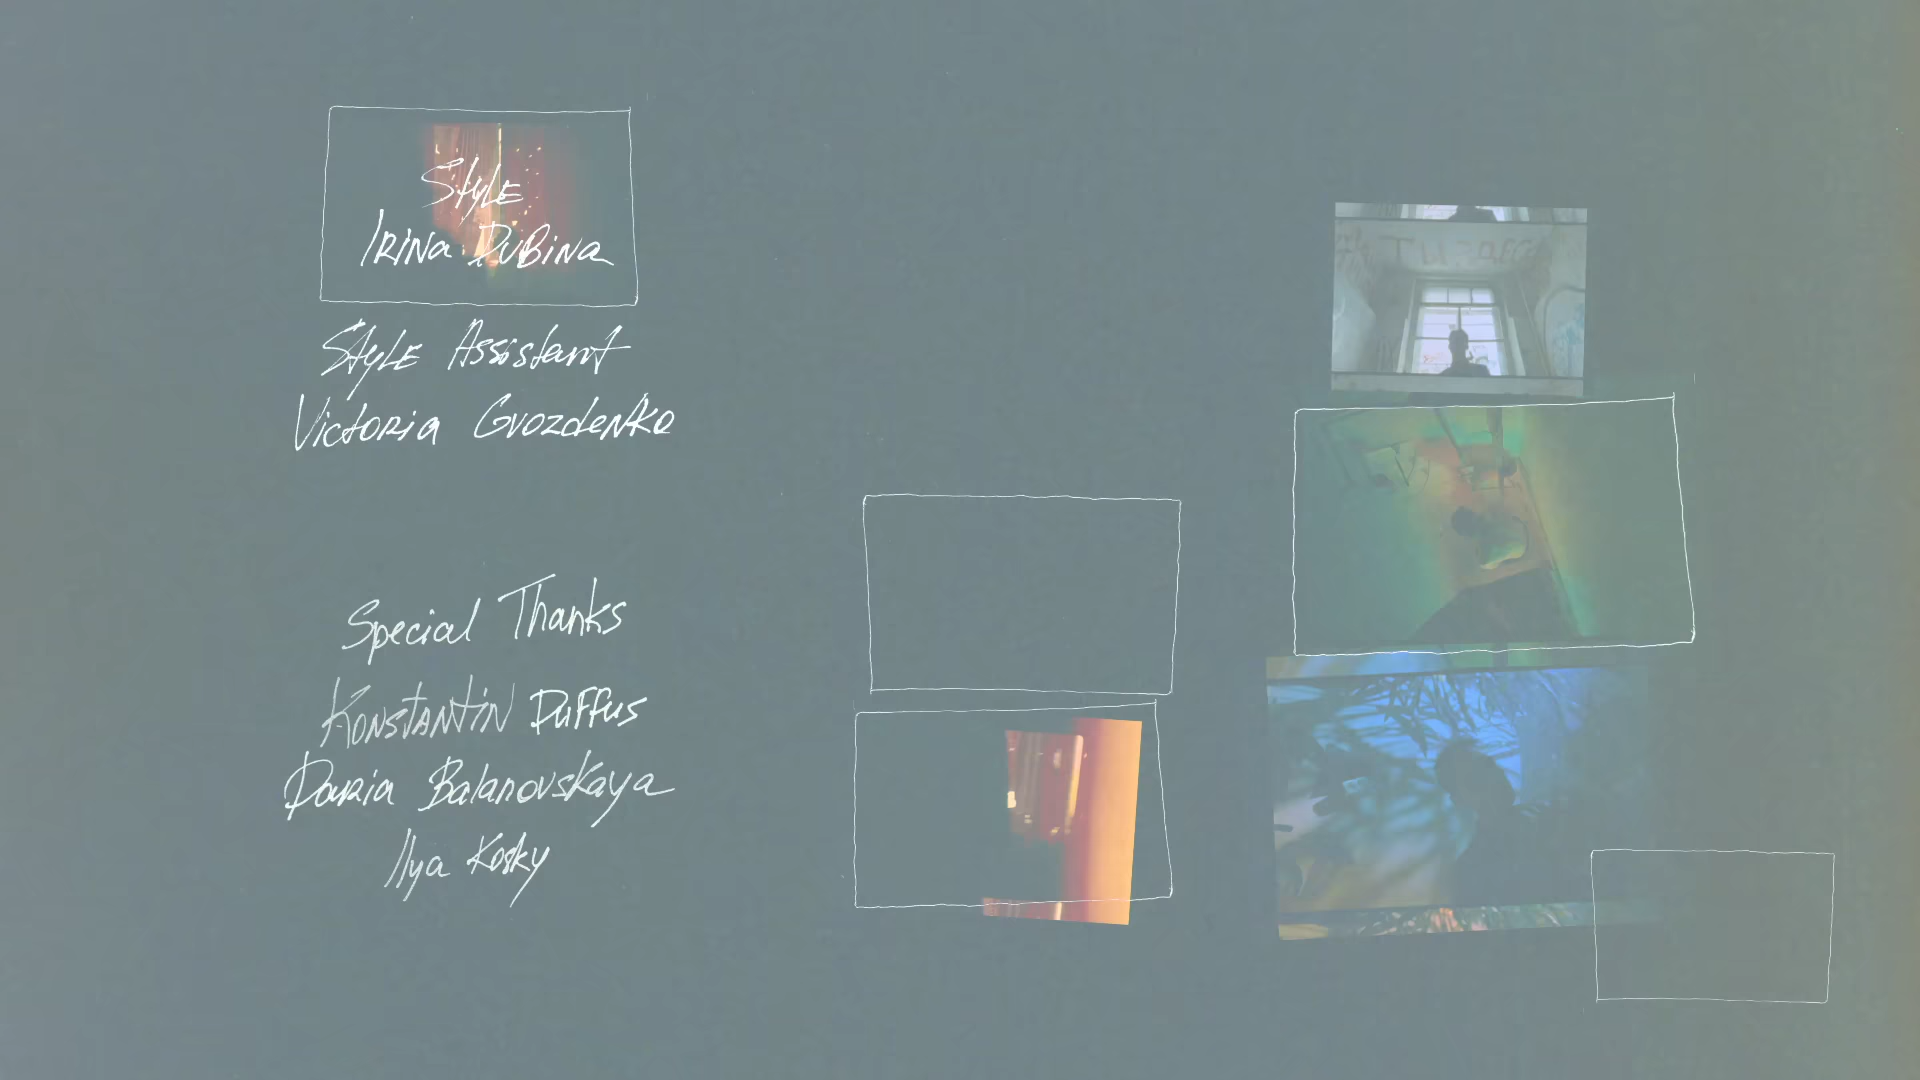 Style
Irina Dubina
Style Assistant
Victoria Gvozdenko
Special Thanks
Konstantin Duffus
Daria Balanovskaya
Ilya Kosky